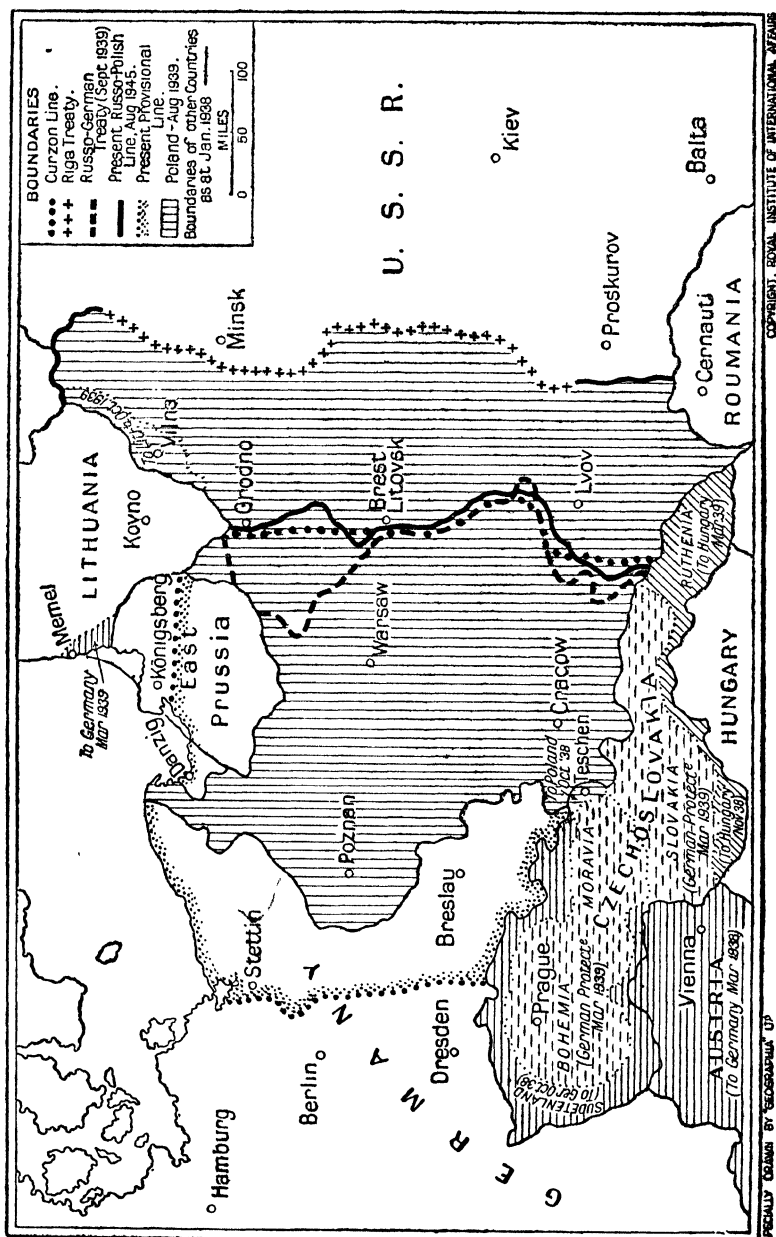 BOUNDARIES
Curzon Line.
Riga Treaty.
Russo-German
Treaty (Sept 1939)
Present Russo-Polish
Line, Aug 1945.
Present Provisional
Line.
Poland - Aug 1939.
Boundaries of other Countries
as at Jan. 1938
MILES
0 50 100
Hamburg
Berlin
Dresden
GERMANY
Stettin
Breslau
Poznan
Danzig
Memel
To Germany
Mar 1939
Königsberg
East
Prussia
LITHUANIA
Kovno
Vilna
Grodno
Minsk
Warsaw
Brest
Litovsk
U. S. S. R.
Kiev
Cracow
Lvov
Proskurov
Balta
To Poland
Oct '38
Teschen
Prague
SUDETENLAND
(To Ger. Oct. 38)
BOHEMIA MORAVIA
(German Protecte
Mar 1939)
CZECHOSLOVAKIA
SLOVAKIA
(German Protecte
Mar 1939)
(To Hungary
Nov 38)
RUTHENIA
(To Hungary
Mar. 39)
Vienna
AUSTRIA
(To Germany Mar 1938)
HUNGARY
Cernauti
ROUMANIA
PECIALLY DRAWN BY "GEOGRAPHIA" LTD
COPYRIGHT, ROYAL INSTITUTE OF INTERNATIONAL AFFAIRS